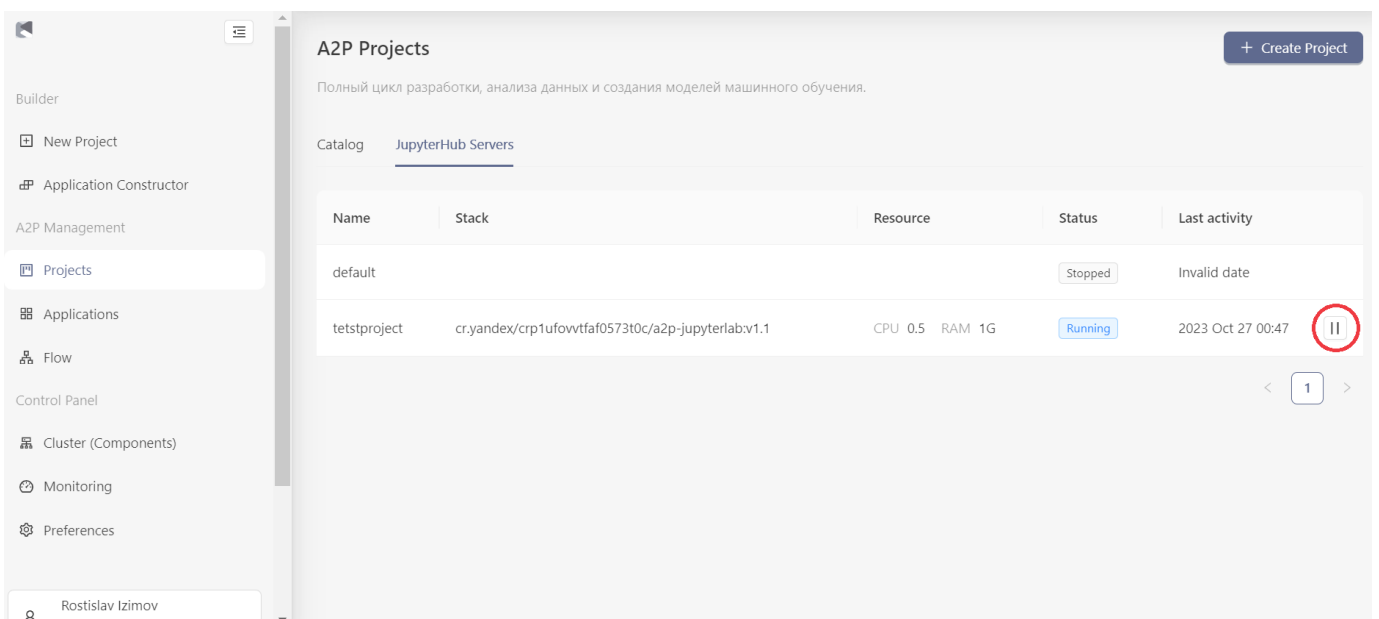 A2P Projects
+ Create Project
Полный цикл разработки, анализа данных и создания моделей машинного обучения.
Builder
New Project
Application Constructor
A2P Management
Projects
Applications
Flow
Control Panel
Cluster (Components)
Monitoring
Preferences
Rostislav Izimov
Catalog JupyterHub Servers
Name Stack Resource Status Last activity
default Stopped Invalid date
tetstproject cr.yandex/crp1ufovvtfaf0573t0c/a2p-jupyterlab:v1.1 CPU 0.5 RAM 1G Running 2023 Oct 27 00:47
< 1 >